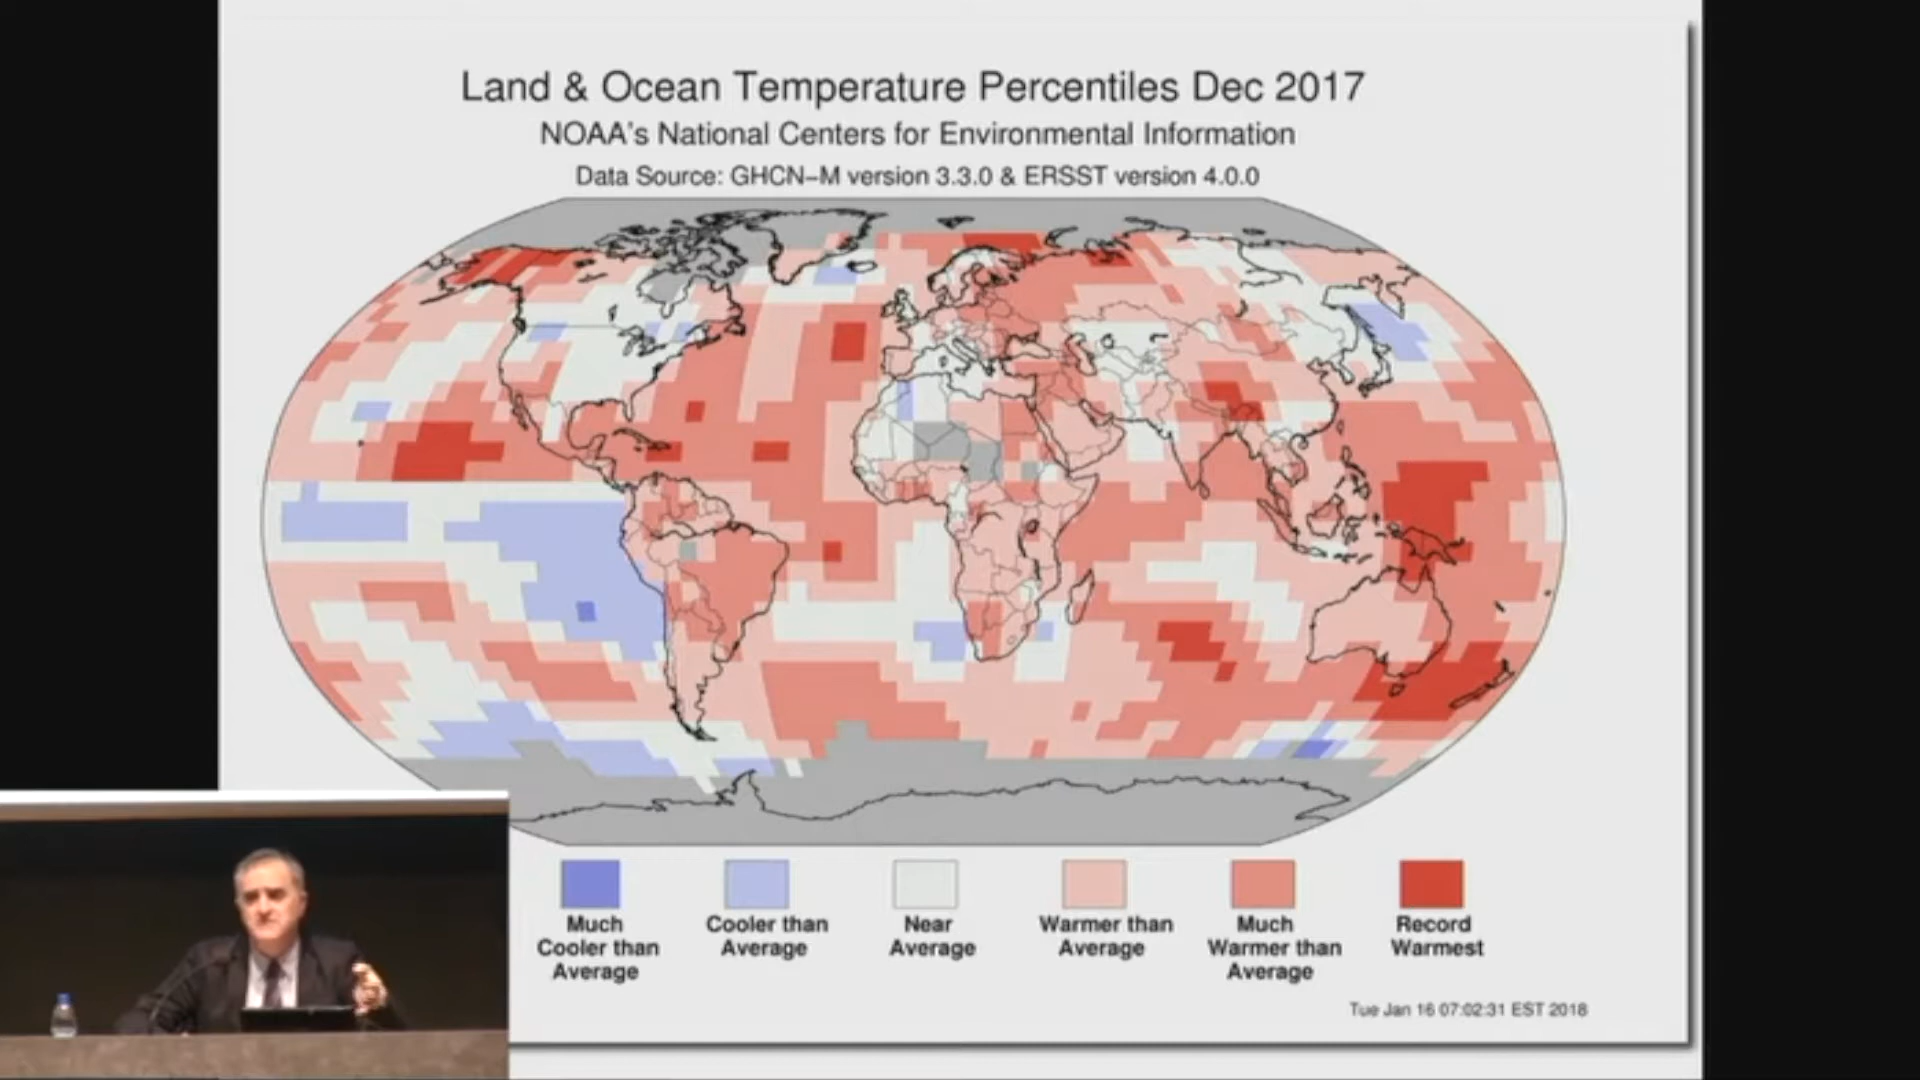 Land & Ocean Temperature Percentiles Dec 2017
NOAA's National Centers for Environmental Information
Data Source: GHCN–M version 3.3.0 & ERSST version 4.0.0
Much
Cooler than
Average
Cooler than
Average
Near
Average
Warmer than
Average
Much
Warmer than
Average
Record
Warmest
Tue Jan 16 07:02:31 EST 2018